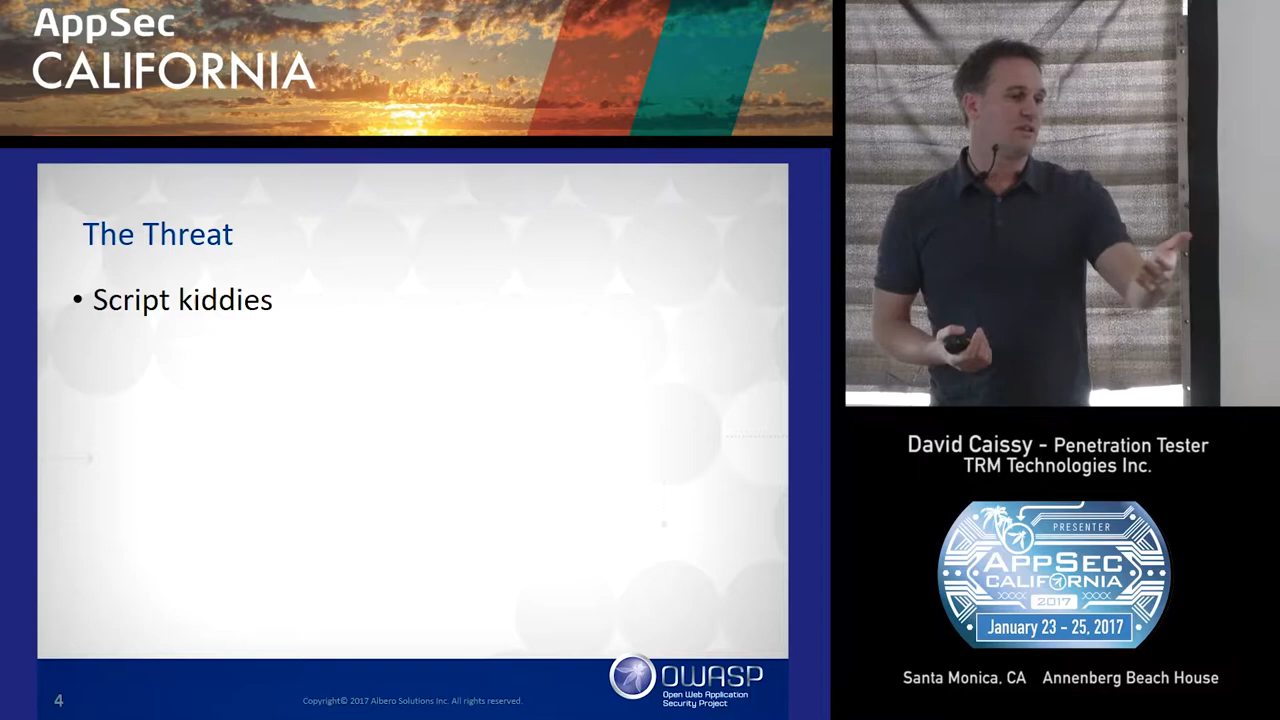 AppSec
CALIFORNIA
The Threat
• Script kiddies
4
Copyright© 2017 Albero Solutions Inc. All rights reserved.
OWASP
Open Web Application
Security Project
David Caissy - Penetration Tester
TRM Technologies Inc.
PRESENTER
APPSEC
CALIFORNIA
2017
January 23 - 25, 2017
Santa Monica, CA Annenberg Beach House